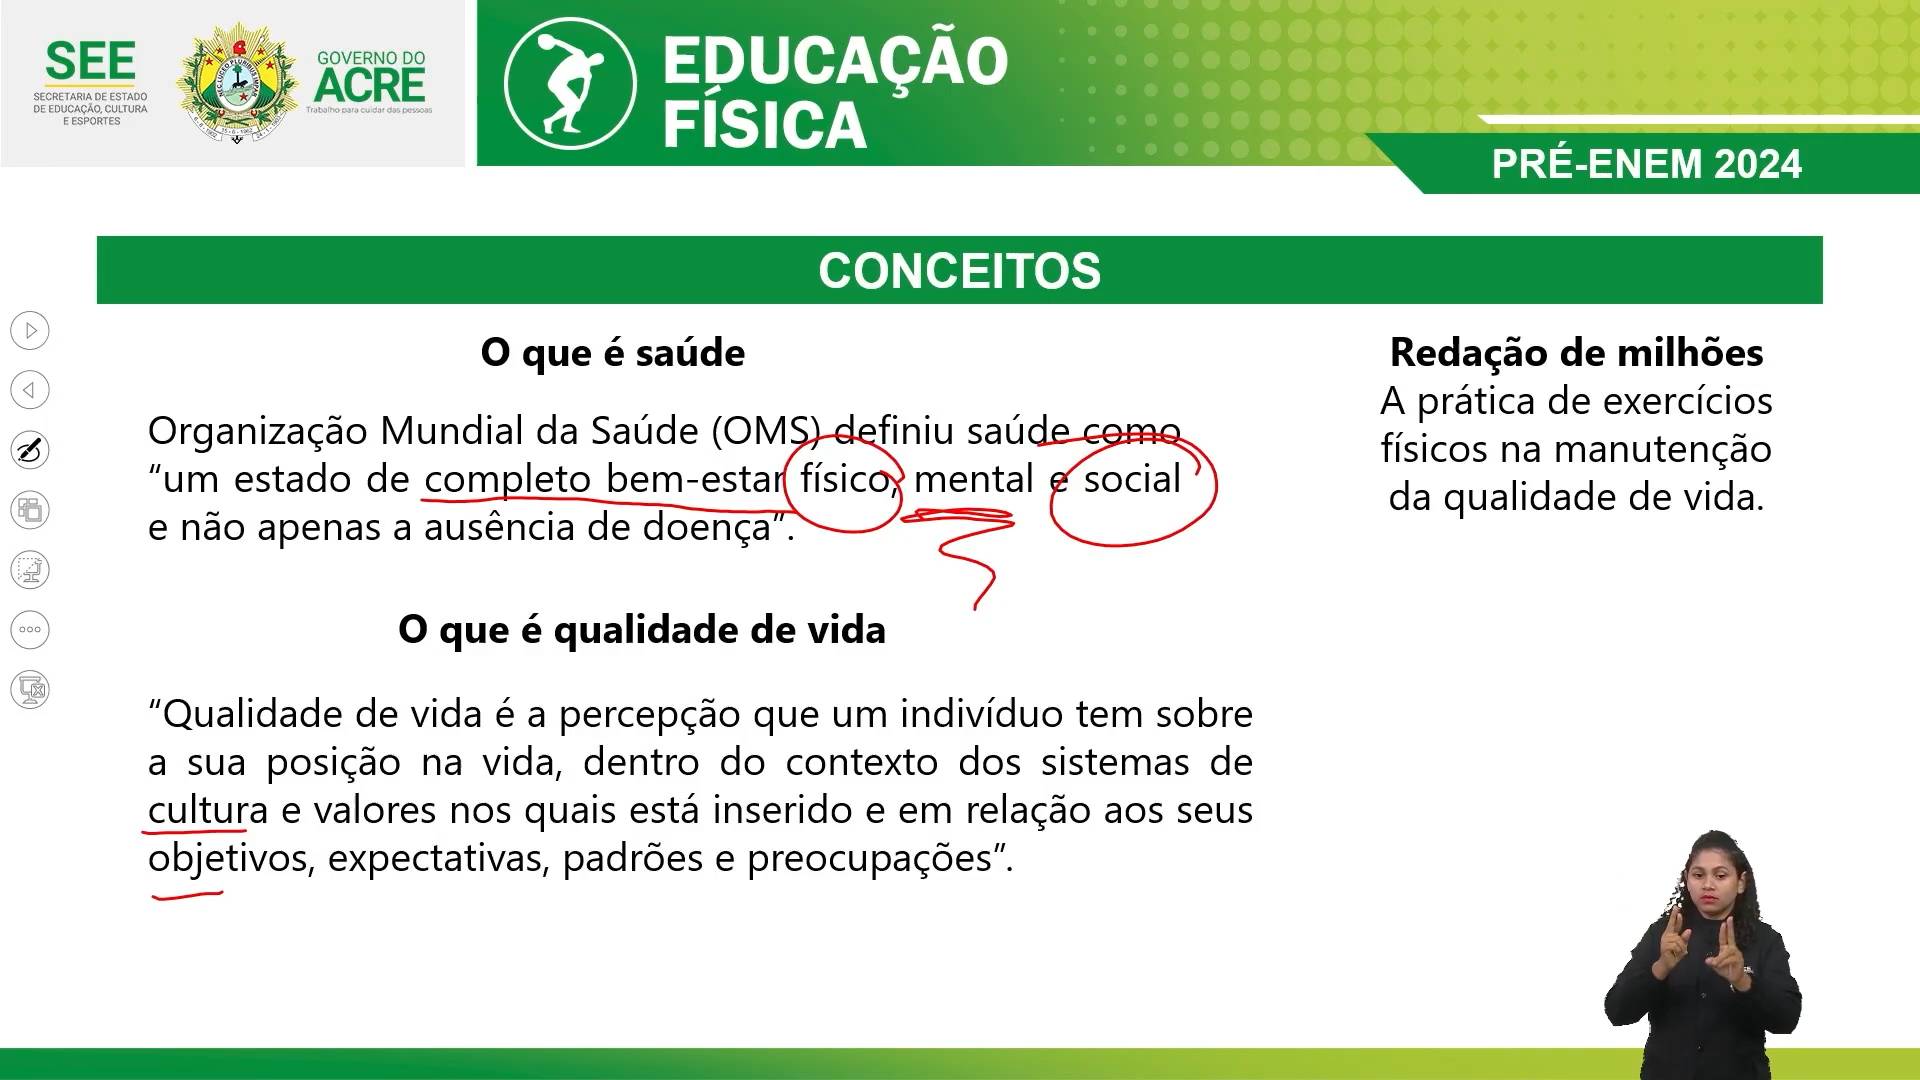 SEE
SECRETARIA DE ESTADO
DE EDUCAÇÃO, CULTURA
E ESPORTES
GOVERNO DO
ACRE
Trabalho para cuidar das pessoas
EDUCAÇÃO
FÍSICA
PRÉ-ENEM 2024
CONCEITOS
O que é saúde
Organização Mundial da Saúde (OMS) definiu saúde como
“um estado de completo bem-estar físico, mental e social
e não apenas a ausência de doença”.
O que é qualidade de vida
“Qualidade de vida é a percepção que um indivíduo tem sobre
a sua posição na vida, dentro do contexto dos sistemas de
cultura e valores nos quais está inserido e em relação aos seus
objetivos, expectativas, padrões e preocupações”.
Redação de milhões
A prática de exercícios
físicos na manutenção
da qualidade de vida.